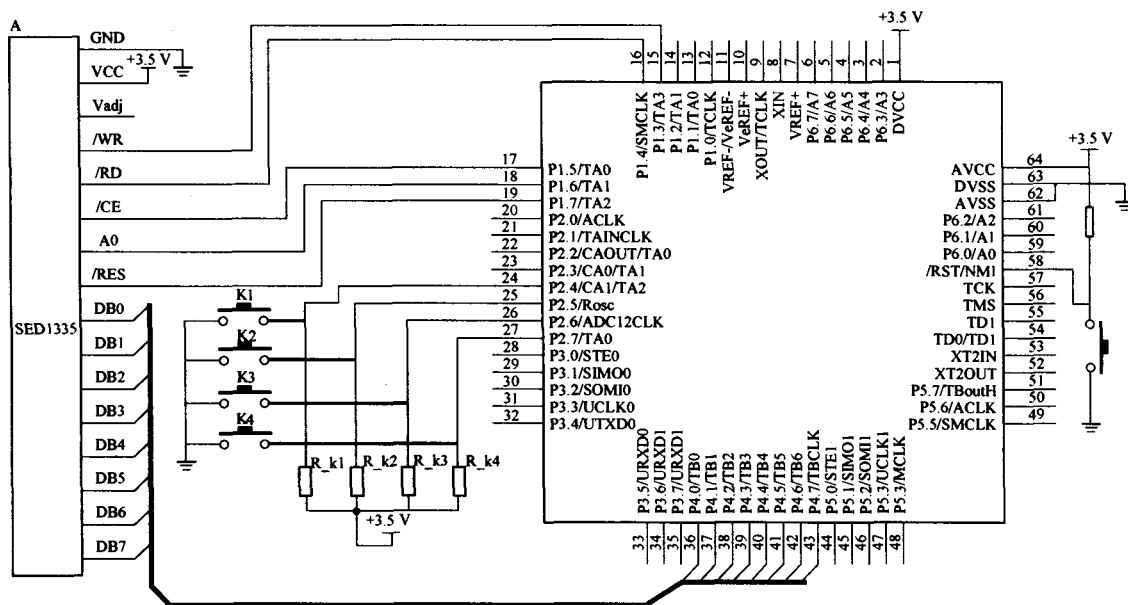 A
GND
+3.5 V
VCC
Vadj
/WR
/RD
/CE
A0
/RES
DB0
DB1
DB2
DB3
DB4
DB5
DB6
DB7
SED1335
K1
K2
K3
K4
R_k1
R_k2
R_k3
R_k4
+3.5 V
+3.5 V
16 P1.4/SMCLK
15 P1.3/TA3
14 P1.2/TA1
13 P1.1/TA0
12 P1.0/TCLK
11 VREF-/VeREF-
10 VeREF+
9 XOUT/TCLK
8 XIN
7 VREF+
6 P6.7/A7
5 P6.6/A6
4 P6.5/A5
3 P6.4/A4
2 P6.3/A3
1 DVCC
17 P1.5/TA0
18 P1.6/TA1
19 P1.7/TA2
20 P2.0/ACLK
21 P2.1/TAINCLK
22 P2.2/CAOUT/TA0
23 P2.3/CA0/TA1
24 P2.4/CA1/TA2
25 P2.5/Rosc
26 P2.6/ADC12CLK
27 P2.7/TA0
28 P3.0/STE0
29 P3.1/SIMO0
30 P3.2/SOMI0
31 P3.3/UCLK0
32 P3.4/UTXD0
+3.5 V
AVCC 64
DVSS 63
AVSS 62
P6.2/A2 61
P6.1/A1 60
P6.0/A0 59
/RST/NM1 58
TCK 57
TMS 56
TD1 55
TD0/TD1 54
XT2IN 53
XT2OUT 52
P5.7/TBoutH 51
P5.6/ACLK 50
P5.5/SMCLK 49
33 P3.5/URXD0
34 P3.6/URXD1
35 P3.7/URXD1
36 P4.0/TB0
37 P4.1/TB1
38 P4.2/TB2
39 P4.3/TB3
40 P4.4/TB4
41 P4.5/TB5
42 P4.6/TB6
43 P4.7/TBCLK
44 P5.0/STE1
45 P5.1/SIMO1
46 P5.2/SOMI1
47 P5.3/UCLK1
48 P5.3/MCLK